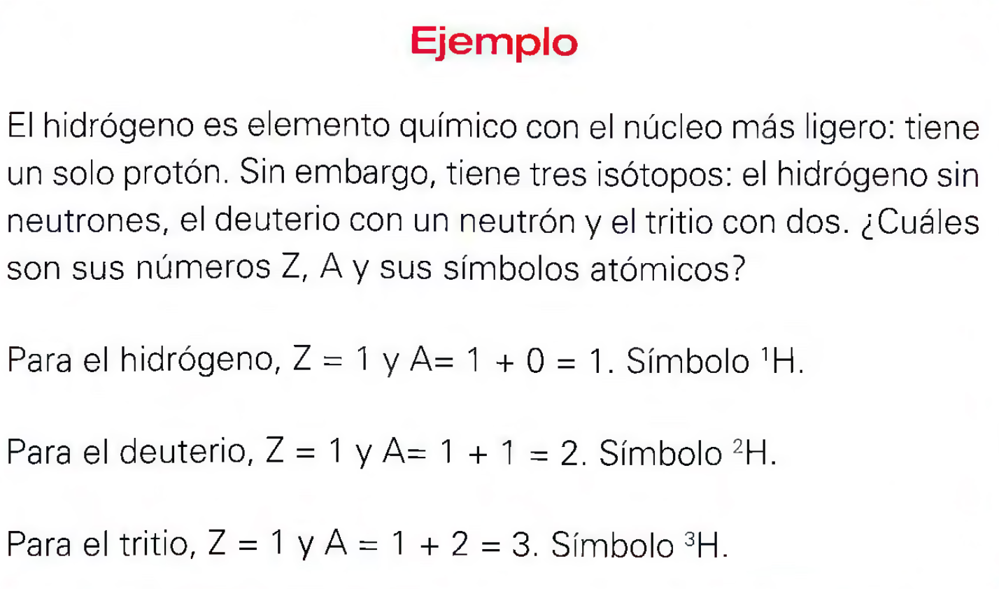 Ejemplo
El hidrógeno es elemento químico con el núcleo más ligero: tiene
un solo protón. Sin embargo, tiene tres isótopos: el hidrógeno sin
neutrones, el deuterio con un neutrón y el tritio con dos. ¿Cuáles
son sus números Z, A y sus símbolos atómicos?
Para el hidrógeno, Z = 1 y A= 1 + 0 = 1. Símbolo ¹H.
Para el deuterio, Z = 1 y A= 1 + 1 = 2. Símbolo ²H.
Para el tritio, Z = 1 y A = 1 + 2 = 3. Símbolo ³H.